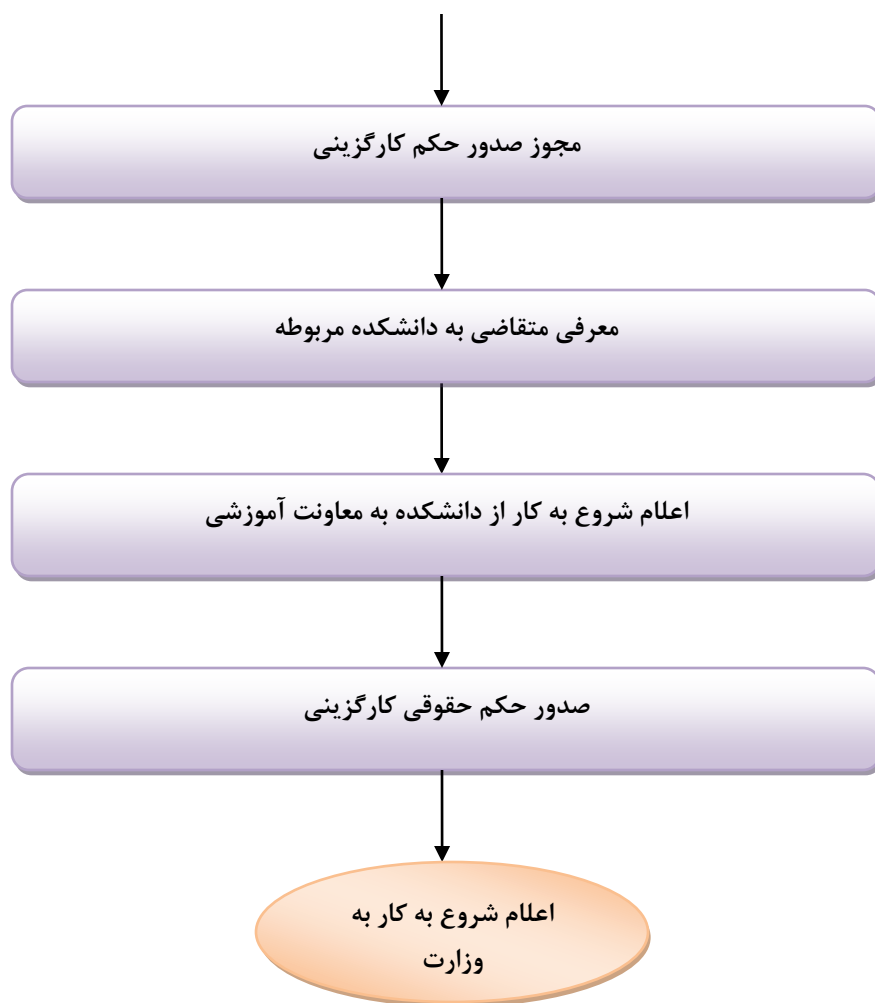 مجوز صدور حکم کارگزینی
معرفی متقاضی به دانشکده مربوطه
اعلام شروع به کار از دانشکده به معاونت آموزشی
صدور حکم حقوقی کارگزینی
اعلام شروع به کار به
وزارت